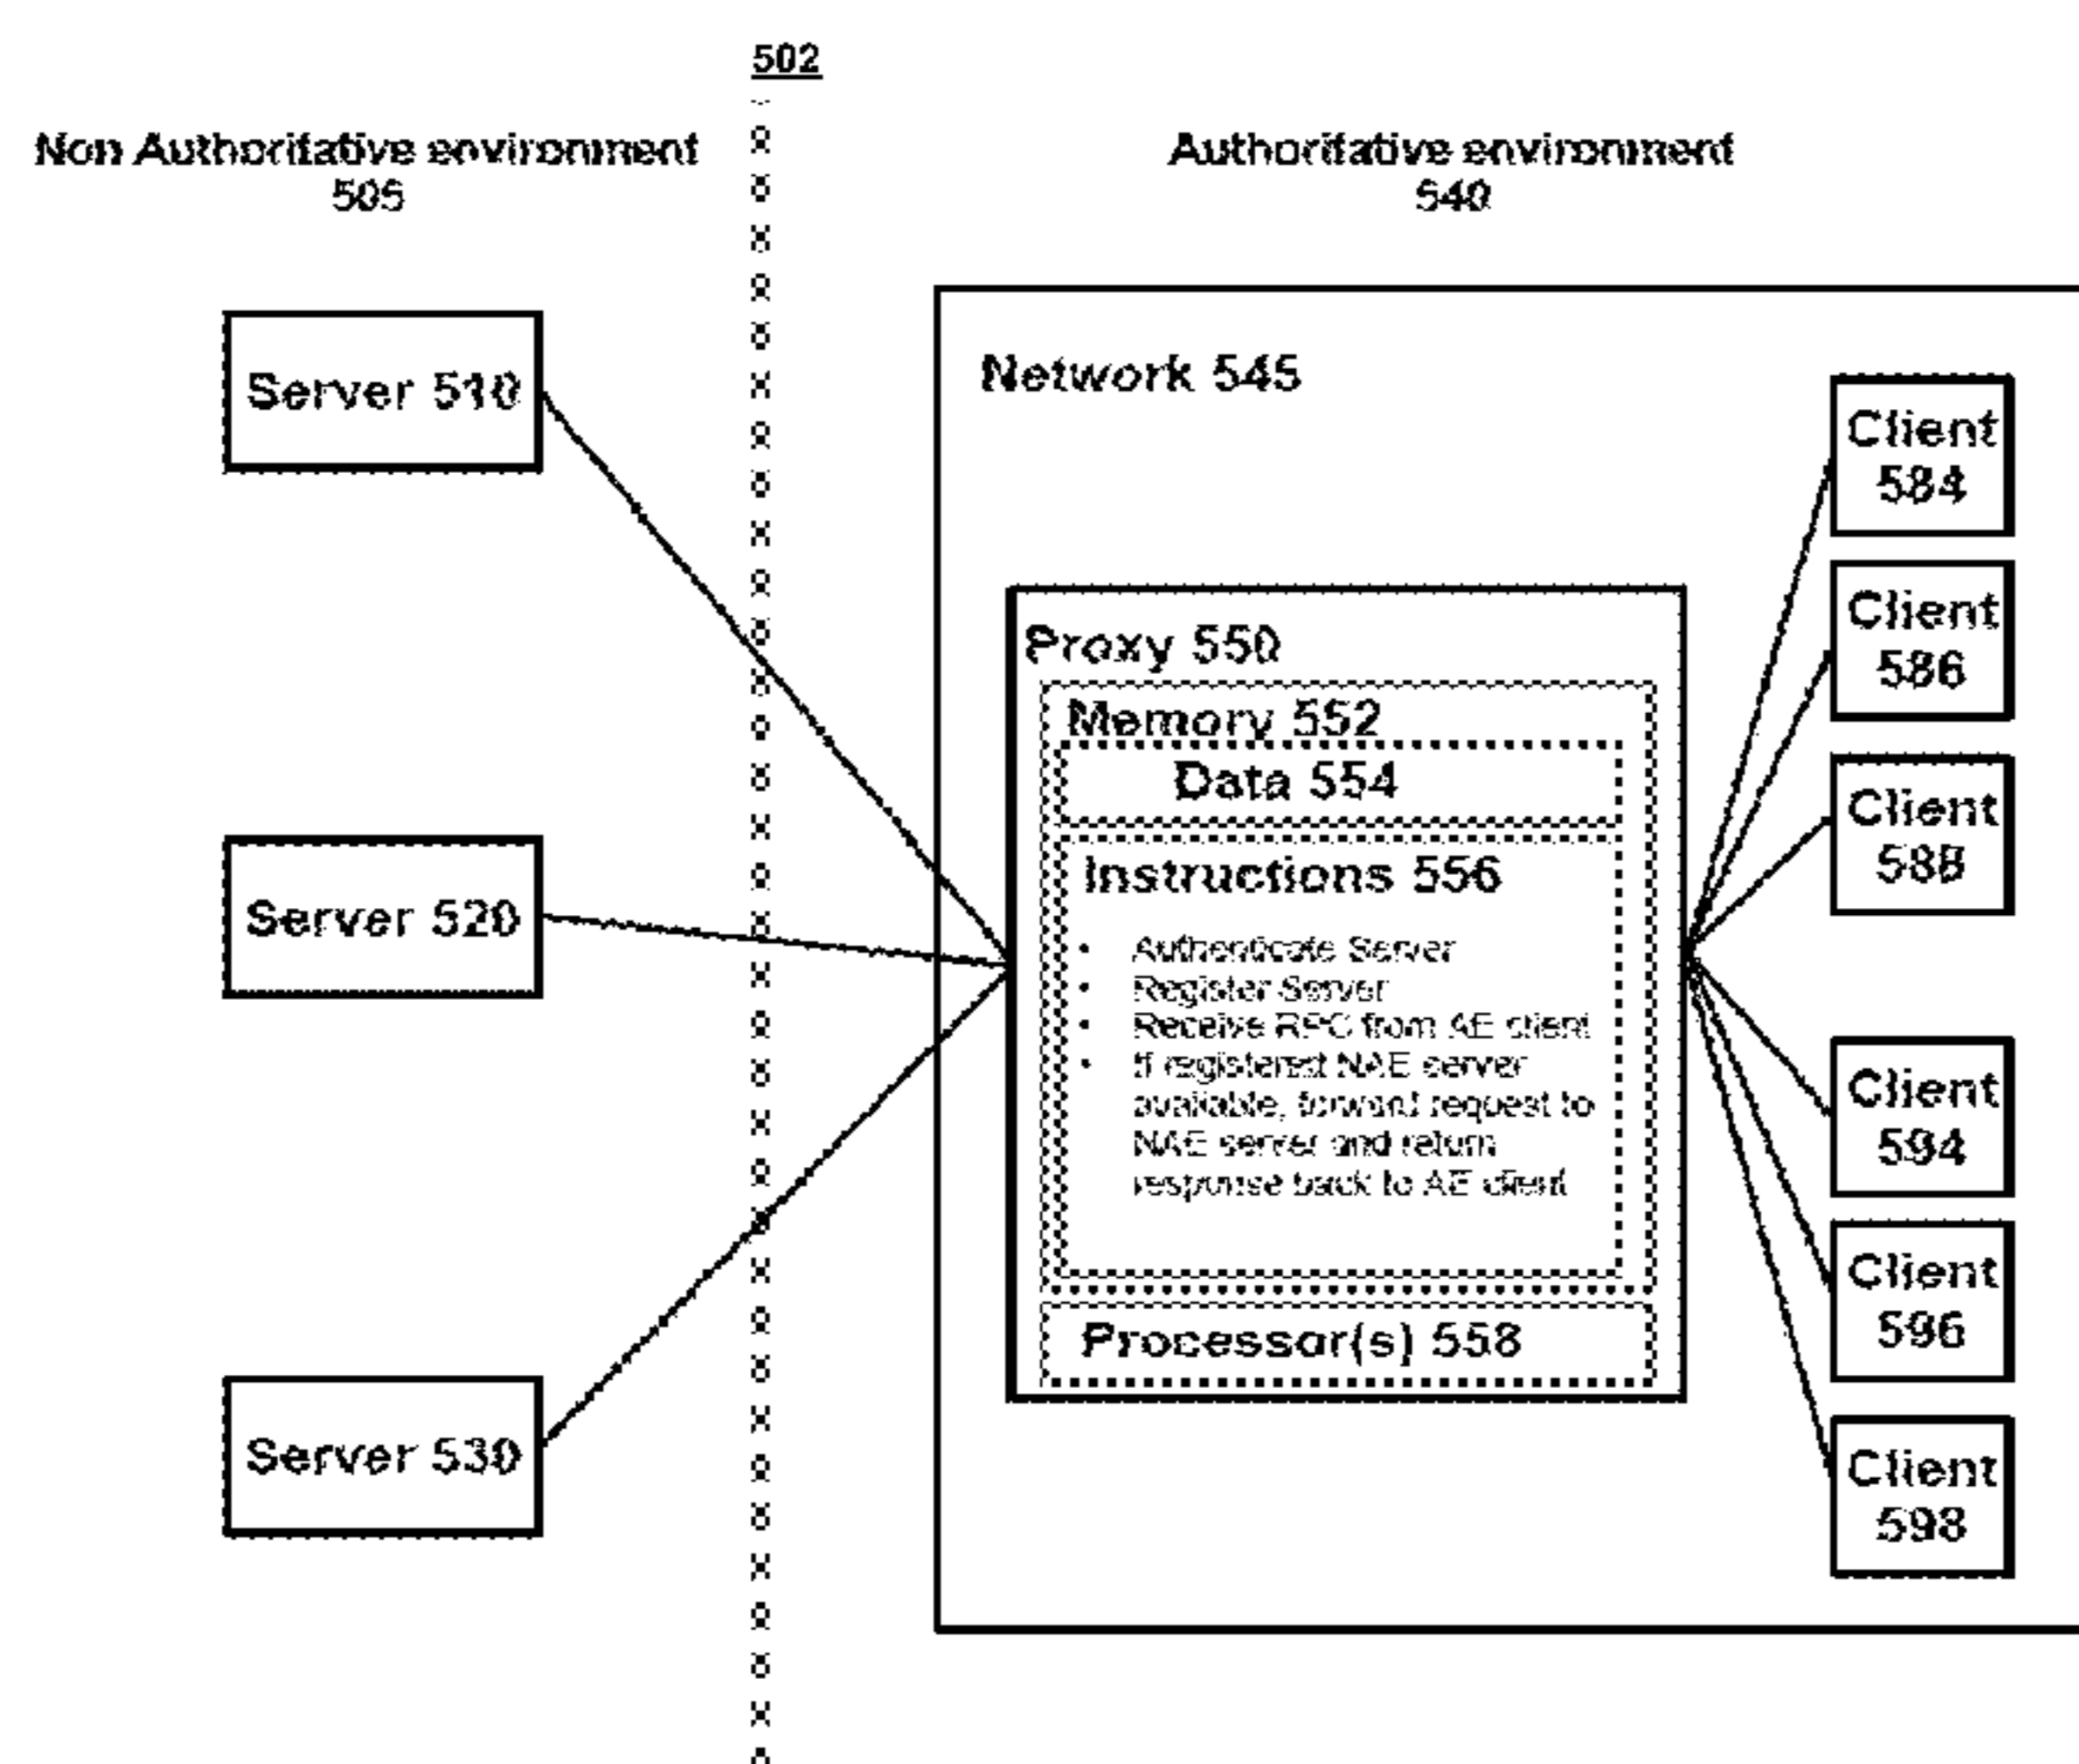 502
Non Authoritative environment
505
Authoritative environment
540
Server 510
Network 545
Client
584
Client
586
Proxy 550
Memory 552
Data 554
Client
588
Server 520
Instructions 556
• Authenticate Server
• Register Server
• Receive RPC from AE client
• If registered NAE server
available, forward request to
NAE server and return
response back to AE client
Client
594
Client
596
Processor(s) 558
Server 530
Client
598